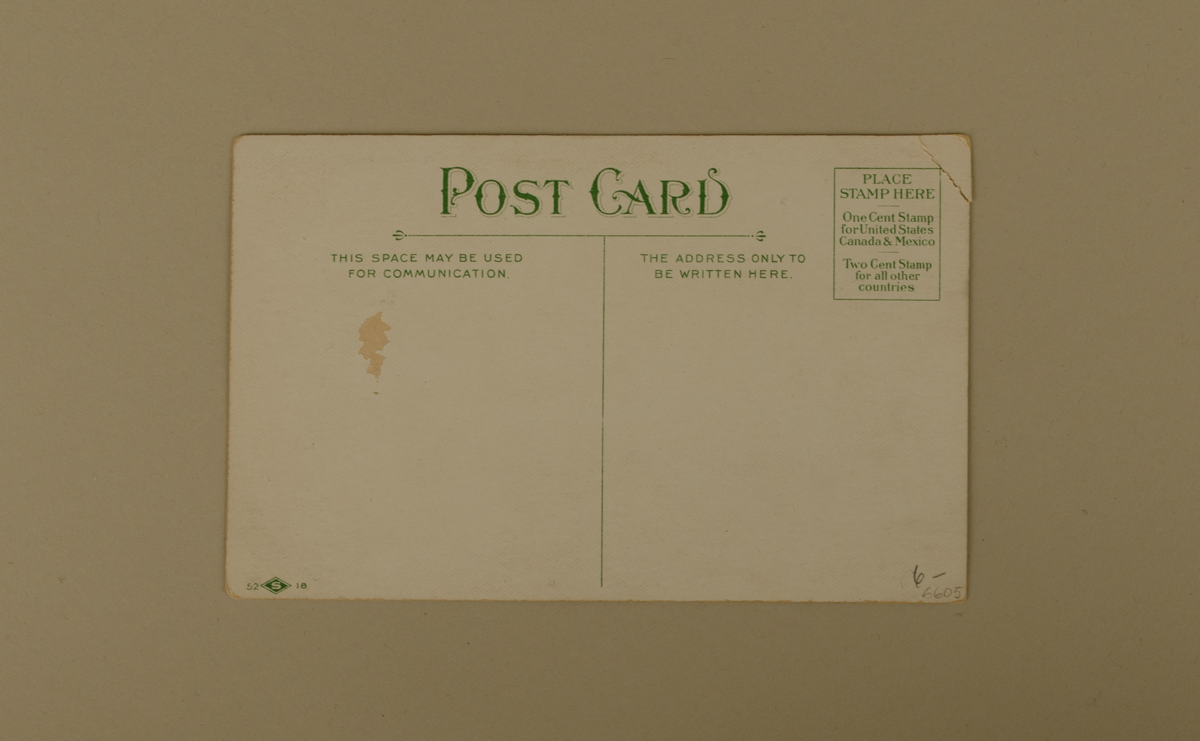 POST CARD
THIS SPACE MAY BE USED
FOR COMMUNICATION.
THE ADDRESS ONLY TO
BE WRITTEN HERE.
PLACE
STAMP HERE
One Cent Stamp
for United States
Canada & Mexico
Two Cent Stamp
for all other
countries
52 S 18
6–
6605